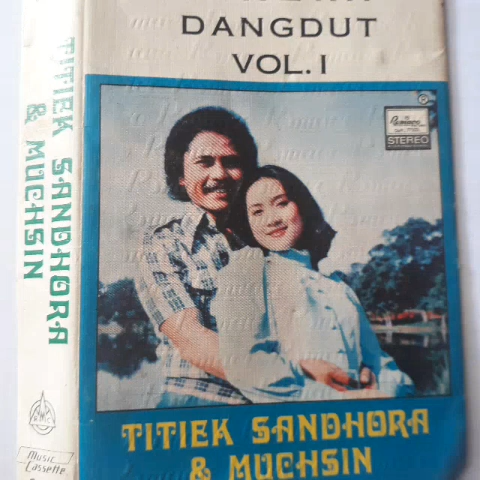 DANGDUT
VOL. I
STEREO
TITIEK SANDHORA
& MUCHSIN
TITIEK SANDHORA
& MUCHSIN
Music
Cassette